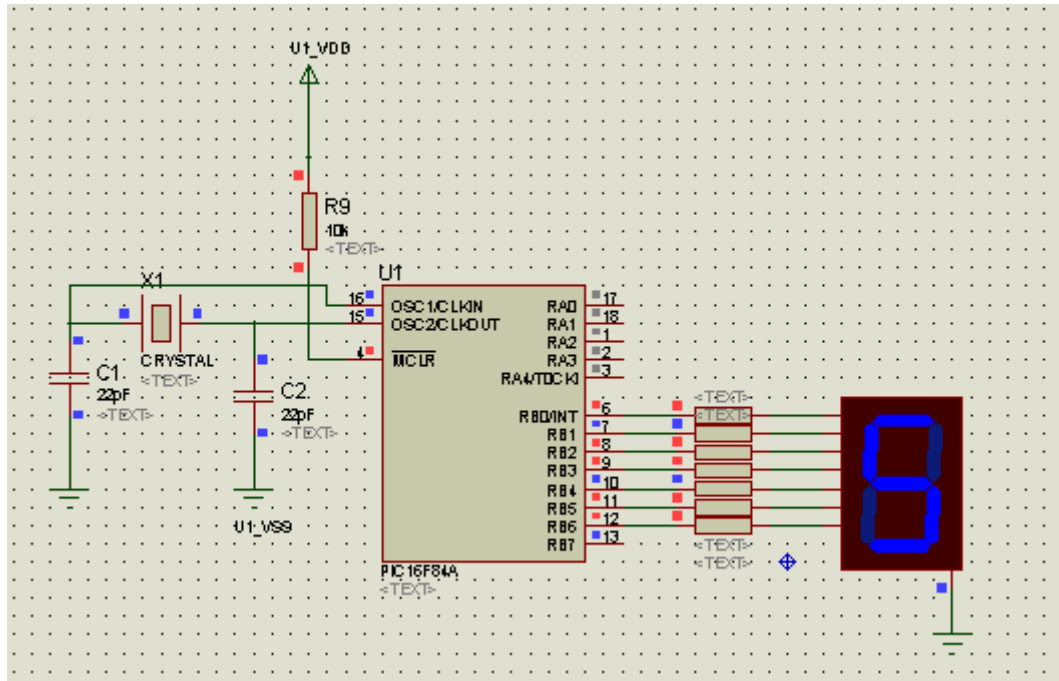 U1_VDD
R9
10k
<TEXT>
U1
X1
CRYSTAL
<TEXT>
C1
22pF
<TEXT>
C2
22pF
<TEXT>
U1_VSS
16 OSC1/CLKIN
15 OSC2/CLKOUT
4 MCLR
RA0 17
RA1 18
RA2 1
RA3 2
RA4/T0CKI 3
RB0/INT 6
RB1 7
RB2 8
RB3 9
RB4 10
RB5 11
RB6 12
RB7 13
PIC16F84A
<TEXT>
<TEXT>
<TEXT>
<TEXT>
<TEXT>